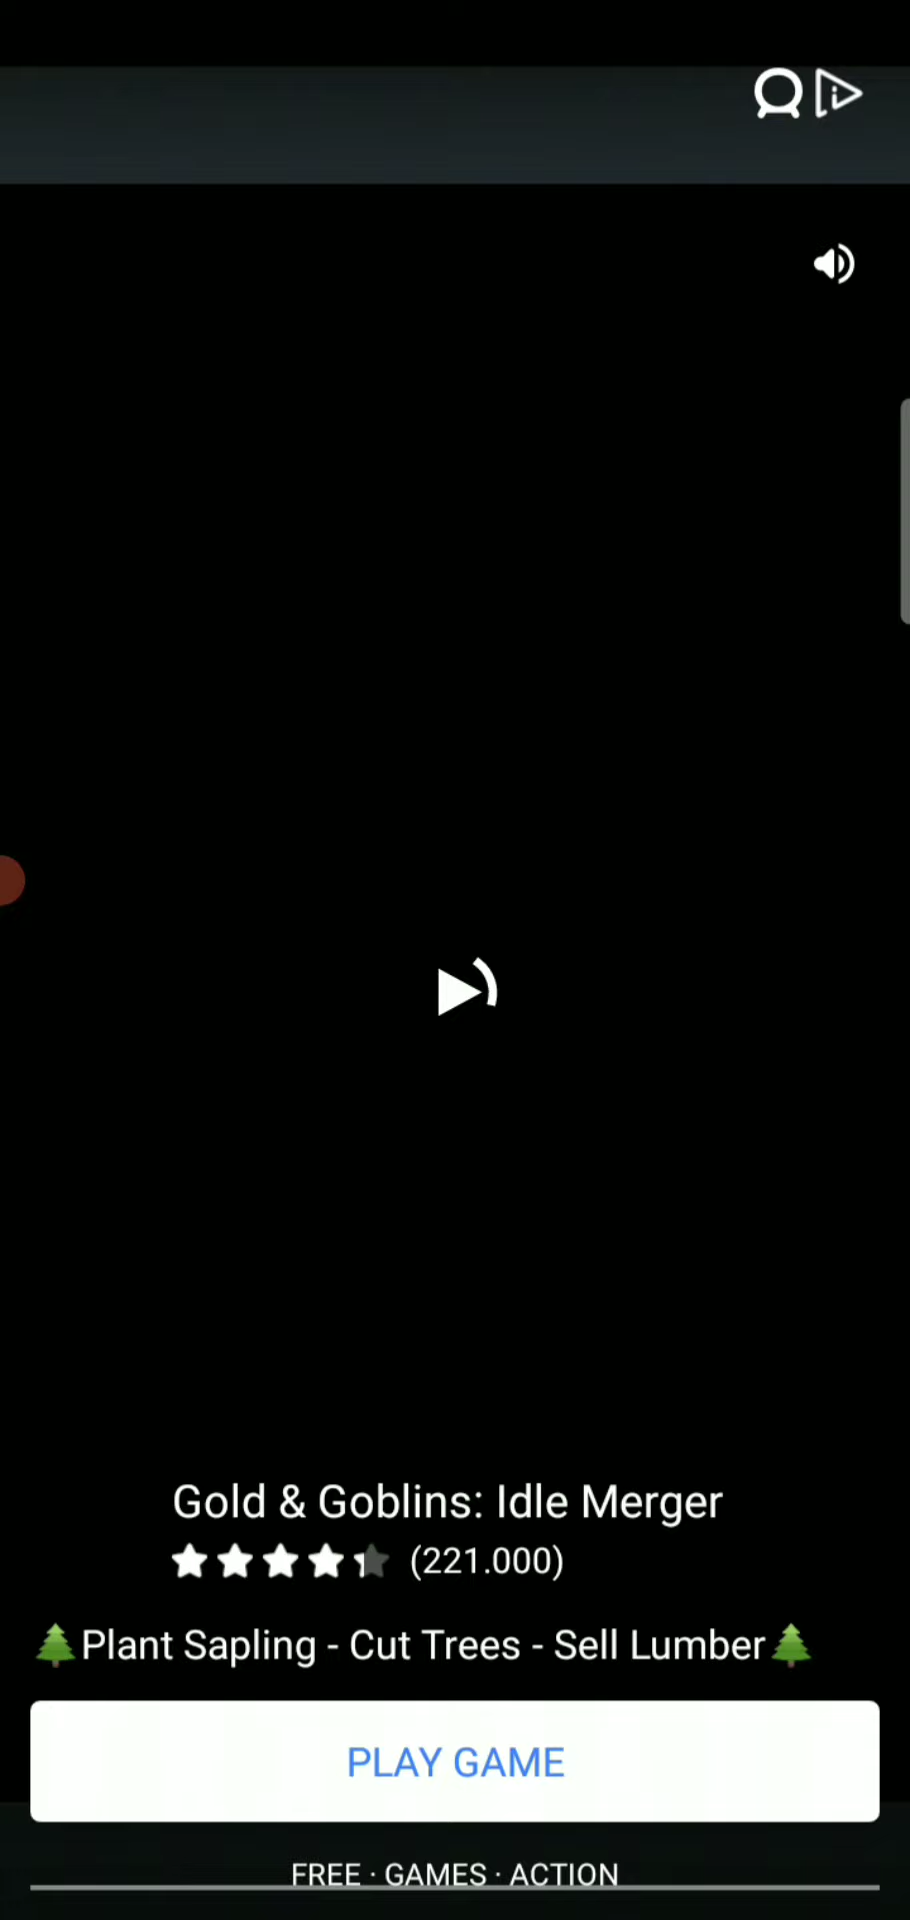 Gold & Goblins: Idle Merger
(221.000)
🌲Plant Sapling - Cut Trees - Sell Lumber🌲
PLAY GAME
FREE · GAMES · ACTION